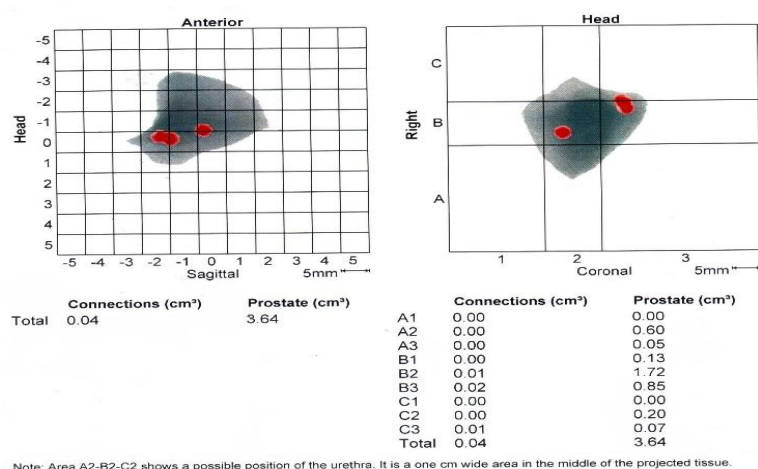 Anterior
Head
-5
-4
-3
-2
-1
0
1
2
3
4
5
-5 -4 -3 -2 -1 0 1 2 3 4 5
Sagittal
5mm
Head
Right
C
B
A
1 2 3
Coronal
5mm
Connections (cm³) Prostate (cm³)
Total 0.04 3.64
Connections (cm³) Prostate (cm³)
A1 0.00 0.00
A2 0.00 0.60
A3 0.00 0.05
B1 0.00 0.13
B2 0.01 1.72
B3 0.02 0.85
C1 0.00 0.00
C2 0.00 0.20
C3 0.01 0.07
Total 0.04 3.64
Note: Area A2-B2-C2 shows a possible position of the urethra. It is a one cm wide area in the middle of the projected tissue.